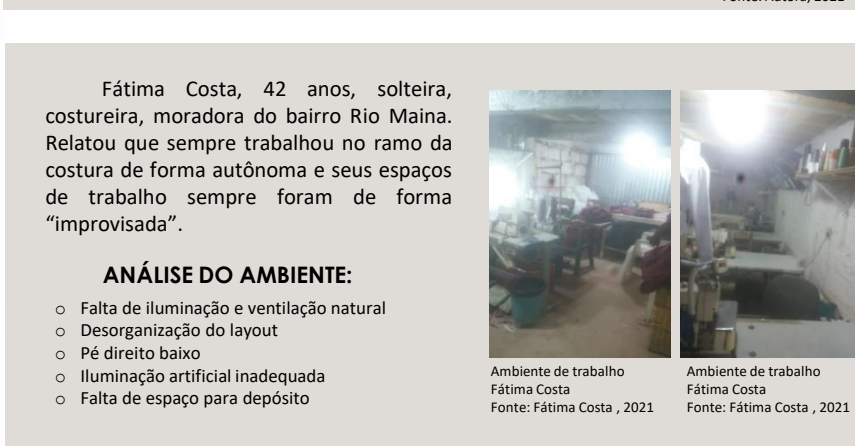 Fátima Costa, 42 anos, solteira,
costureira, moradora do bairro Rio Maina.
Relatou que sempre trabalhou no ramo da
costura de forma autônoma e seus espaços
de trabalho sempre foram de forma
“improvisada”.
ANÁLISE DO AMBIENTE:
o Falta de iluminação e ventilação natural
o Desorganização do layout
o Pé direito baixo
o Iluminação artificial inadequada
o Falta de espaço para depósito
Ambiente de trabalho
Fátima Costa
Fonte: Fátima Costa , 2021
Ambiente de trabalho
Fátima Costa
Fonte: Fátima Costa , 2021